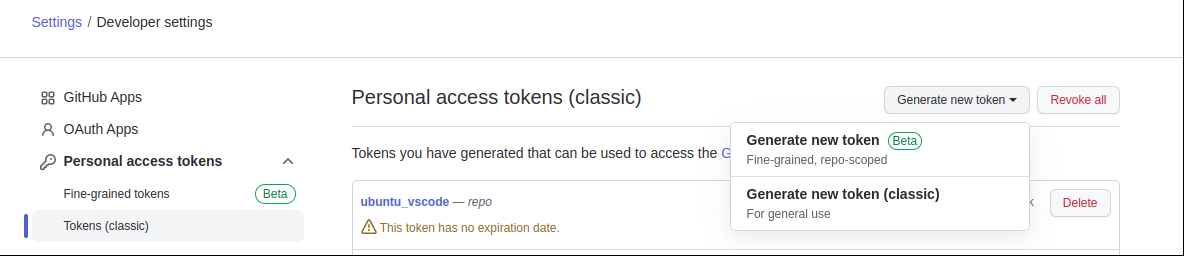 Settings / Developer settings
GitHub Apps
OAuth Apps
Personal access tokens
Fine-grained tokens Beta
Tokens (classic)
Personal access tokens (classic)
Generate new token
Revoke all
Tokens you have generated that can be used to access the G
Generate new token Beta
Fine-grained, repo-scoped
Generate new token (classic)
For general use
ubuntu_vscode — repo
k
Delete
This token has no expiration date.